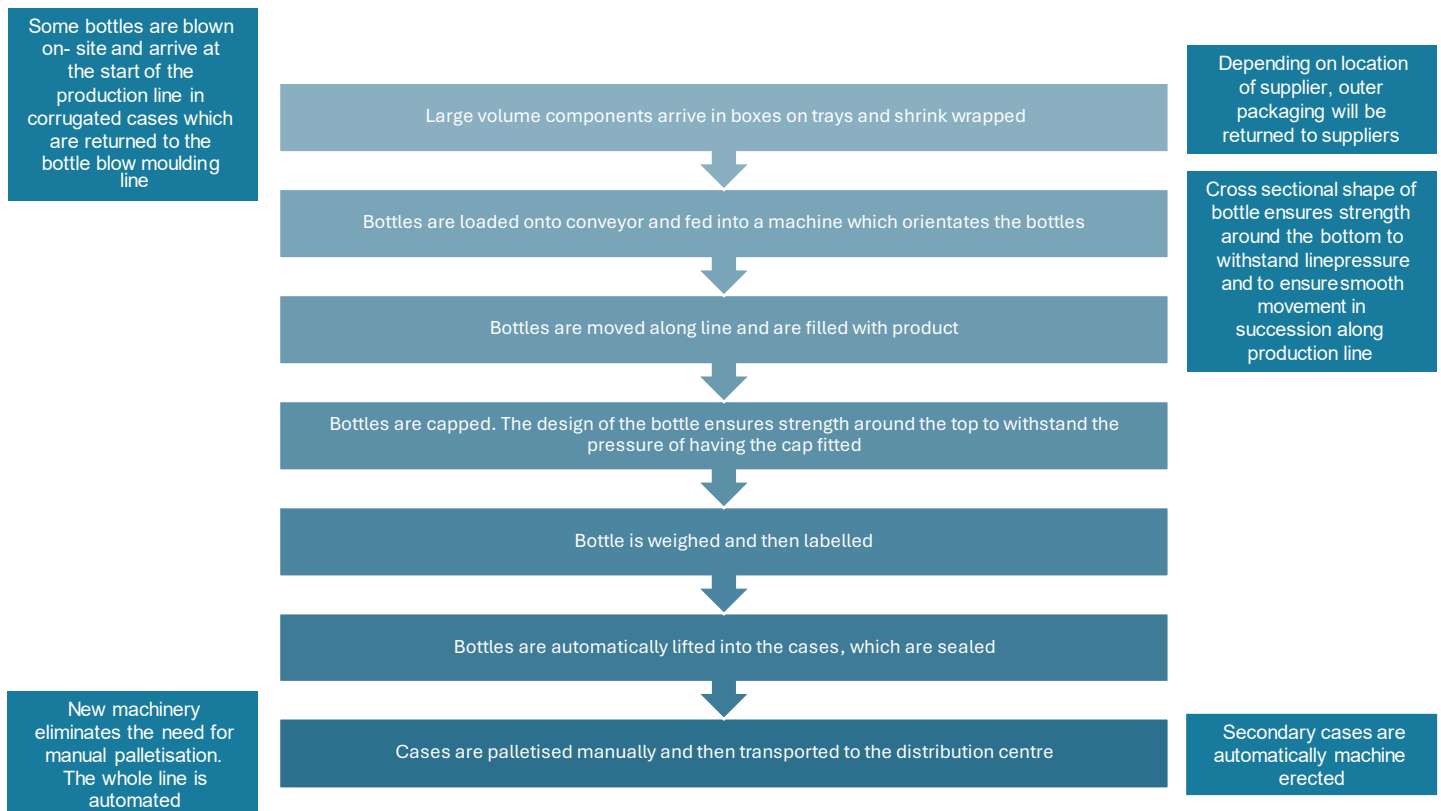 Some bottles are blown
on- site and arrive at
the start of the
production line in
corrugated cases which
are returned to the
bottle blow moulding
line
Depending on location
of supplier, outer
packaging will be
returned to suppliers
Large volume components arrive in boxes on trays and shrink wrapped
Cross sectional shape of
bottle ensures strength
around the bottom to
withstand linepressure
and to ensuresmooth
movement in
succession along
production line
Bottles are loaded onto conveyor and fed into a machine which orientates the bottles
Bottles are moved along line and are filled with product
Bottles are capped. The design of the bottle ensures strength around the top to withstand the
pressure of having the cap fitted
Bottle is weighed and then labelled
Bottles are automatically lifted into the cases, which are sealed
New machinery
eliminates the need for
manual palletisation.
The whole line is
automated
Cases are palletised manually and then transported to the distribution centre
Secondary cases are
automatically machine
erected